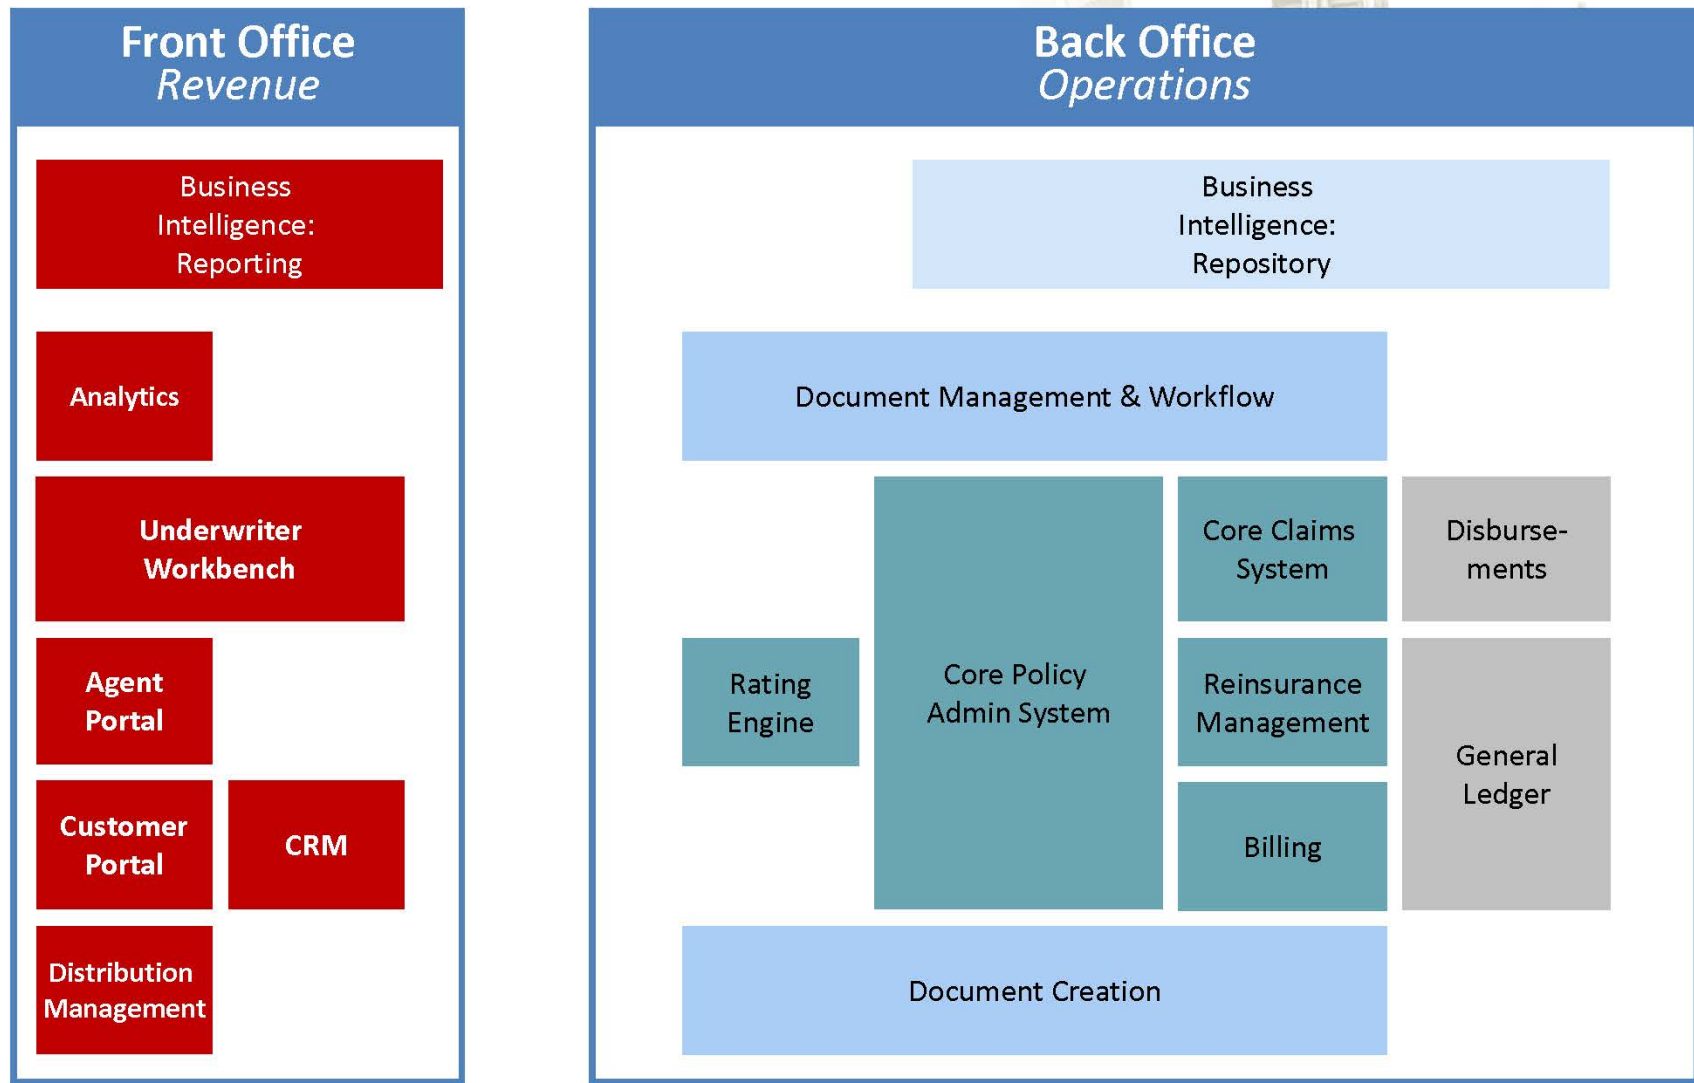 Front Office
Revenue
Business
Intelligence:
Reporting
Analytics
Underwriter
Workbench
Agent
Portal
Customer
Portal
CRM
Distribution
Management
Back Office
Operations
Business
Intelligence:
Repository
Document Management & Workflow
Rating
Engine
Core Policy
Admin System
Core Claims
System
Disburse-
ments
Reinsurance
Management
General
Ledger
Billing
Document Creation